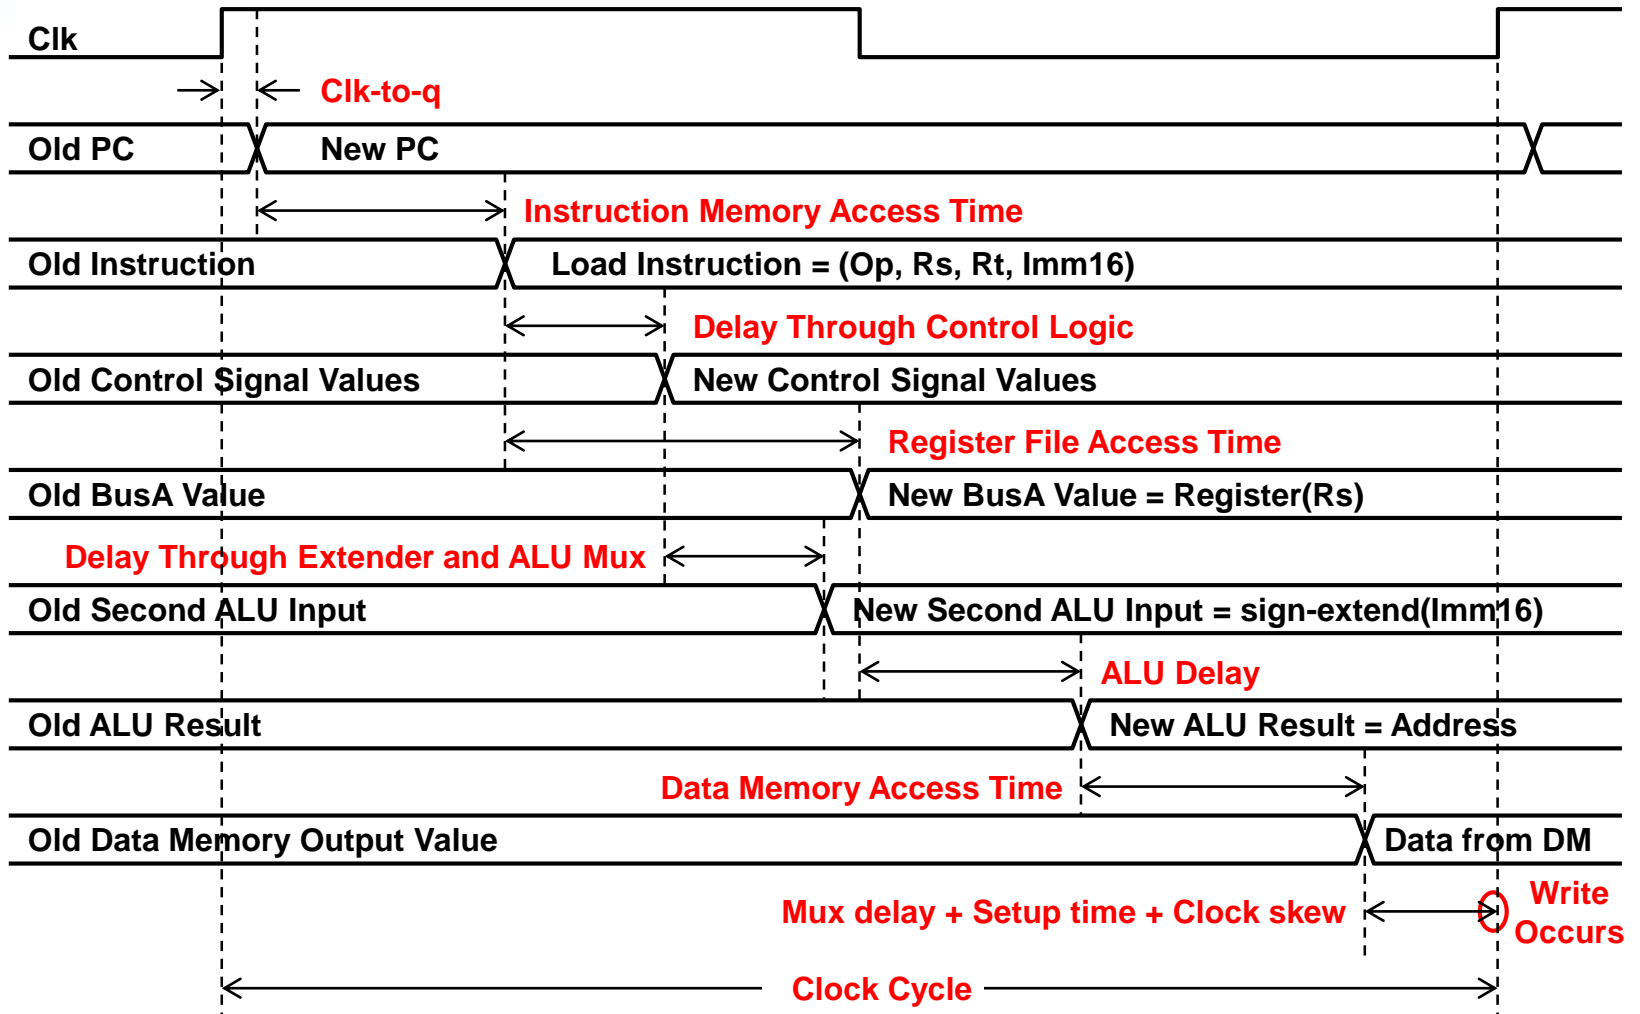 Clk
Clk-to-q
Old PC
New PC
Instruction Memory Access Time
Old Instruction
Load Instruction = (Op, Rs, Rt, Imm16)
Delay Through Control Logic
Old Control Signal Values
New Control Signal Values
Register File Access Time
Old BusA Value
New BusA Value = Register(Rs)
Delay Through Extender and ALU Mux
Old Second ALU Input
New Second ALU Input = sign-extend(Imm16)
ALU Delay
Old ALU Result
New ALU Result = Address
Data Memory Access Time
Old Data Memory Output Value
Data from DM
Mux delay + Setup time + Clock skew
Write
Occurs
Clock Cycle